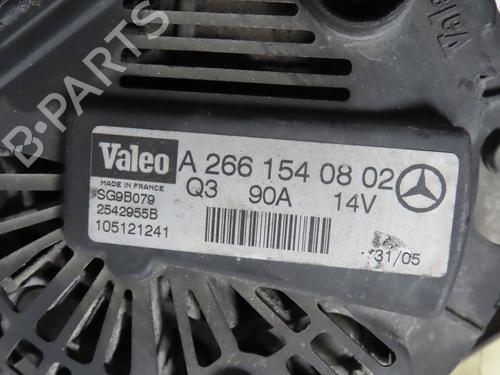 Valeo A 266 154 08 02
MADE IN FRANCE
Q3 90A 14V
SG9B079
2542955B
105121241
31/05
B-PARTS